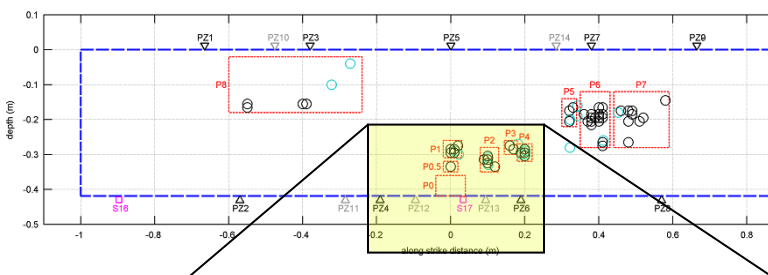 0.1
PZ1 PZ10 PZ3 PZ5 PZ14 PZ7 PZ9
0
P8 P5 P6 P7
-0.1
depth (m)
-0.2
P3 P4
P1 P2
-0.3
P0.5
P0
-0.4
S16 PZ2 PZ11 PZ4 PZ12 S17 PZ13 PZ6 PZ8
-0.5
-1 -0.8 -0.6 -0.4 -0.2 0 0.2 0.4 0.6 0.8
along strike distance (m)